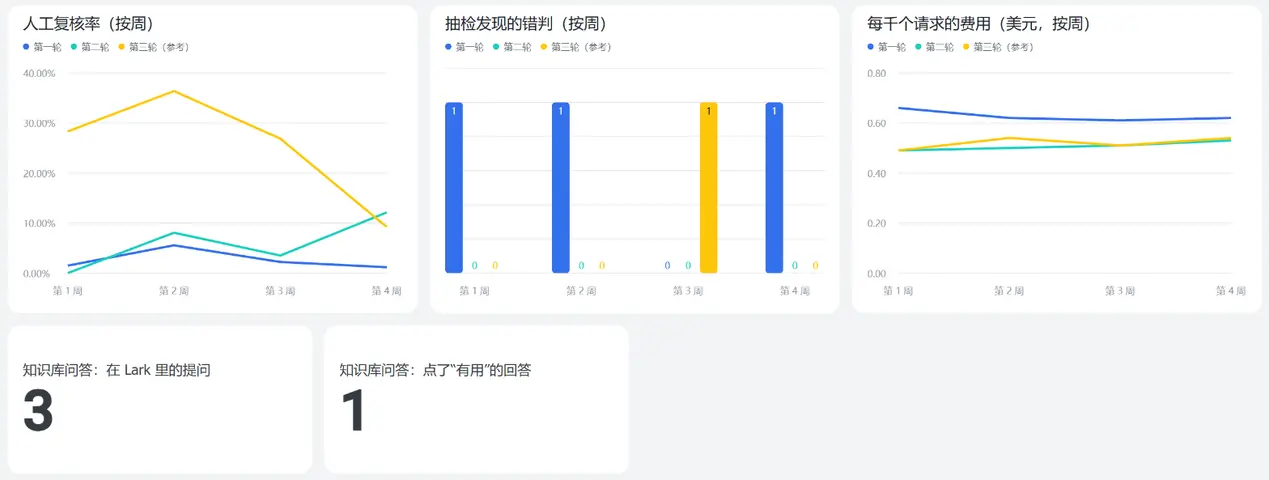 人工复核率（按周）
第一轮 第二轮 第三轮（参考）
40.00%
30.00%
20.00%
10.00%
0.00%
第 1 周 第 2 周 第 3 周 第 4 周
抽检发现的错判（按周）
第一轮 第二轮 第三轮（参考）
1 0 0 1 0 0 0 0 1 1 0 0
第 1 周 第 2 周 第 3 周 第 4 周
每千个请求的费用（美元，按周）
第一轮 第二轮 第三轮（参考）
0.80
0.60
0.40
0.20
0.00
第 1 周 第 2 周 第 3 周 第 4 周
知识库问答：在 Lark 里的提问
3
知识库问答：点了“有用”的回答
1